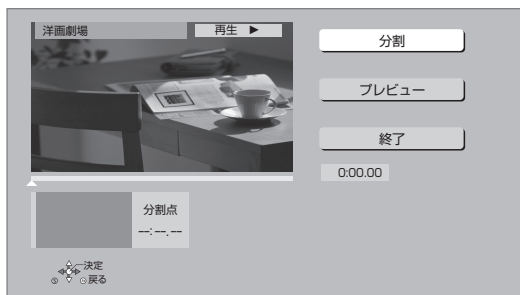 洋画劇場
再生 ►
分割
プレビュー
終了
0:00.00
分割点
--:--.--
決定
戻る